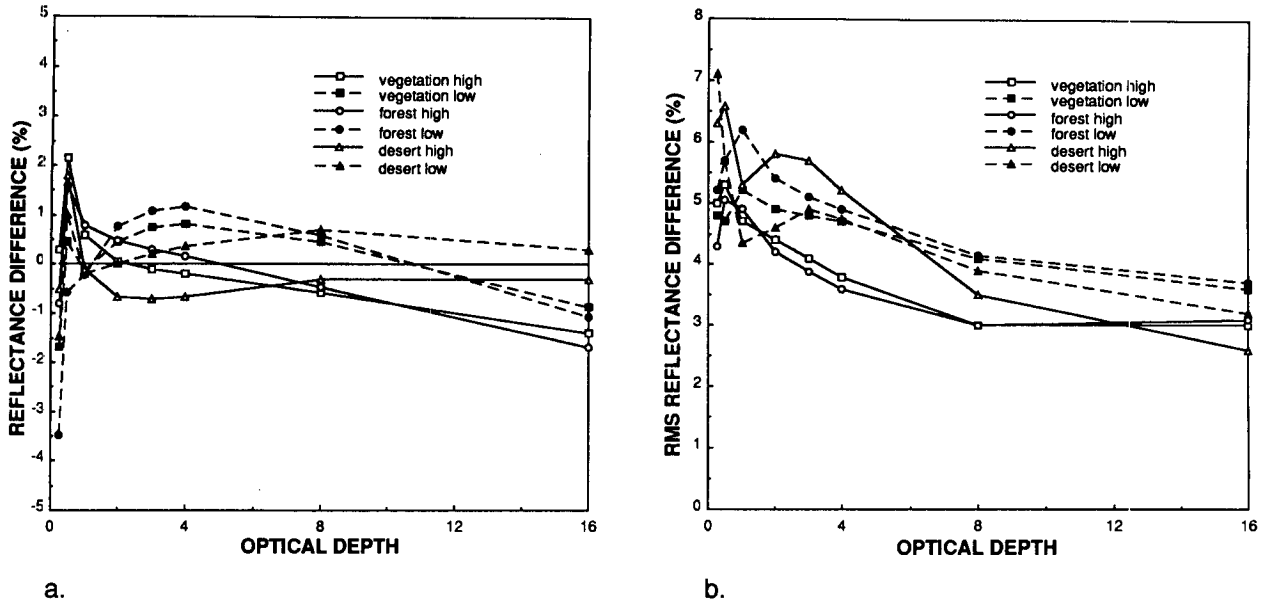 REFLECTANCE DIFFERENCE (%)
5
4
3
2
1
0
-1
-2
-3
-4
-5
vegetation high
vegetation low
forest high
forest low
desert high
desert low
0
4
8
12
16
OPTICAL DEPTH
a.
RMS REFLECTANCE DIFFERENCE (%)
8
7
6
5
4
3
2
1
0
vegetation high
vegetation low
forest high
forest low
desert high
desert low
0
4
8
12
16
OPTICAL DEPTH
b.